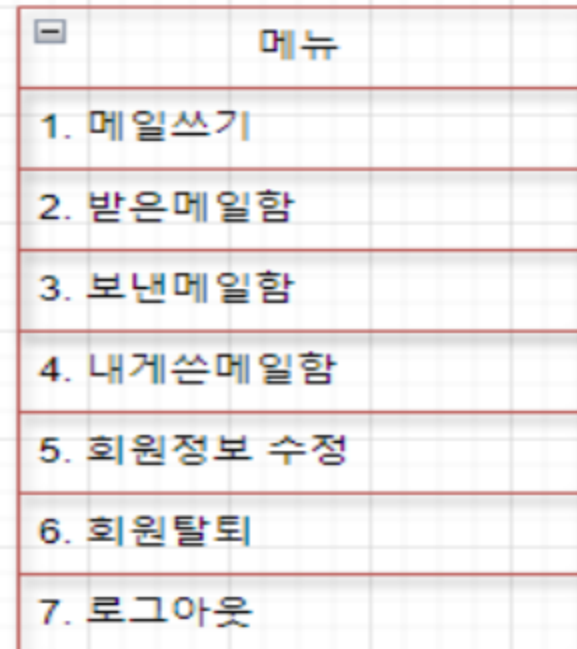 메뉴
1. 메일쓰기
2. 받은메일함
3. 보낸메일함
4. 내게쓴메일함
5. 회원정보 수정
6. 회원탈퇴
7. 로그아웃